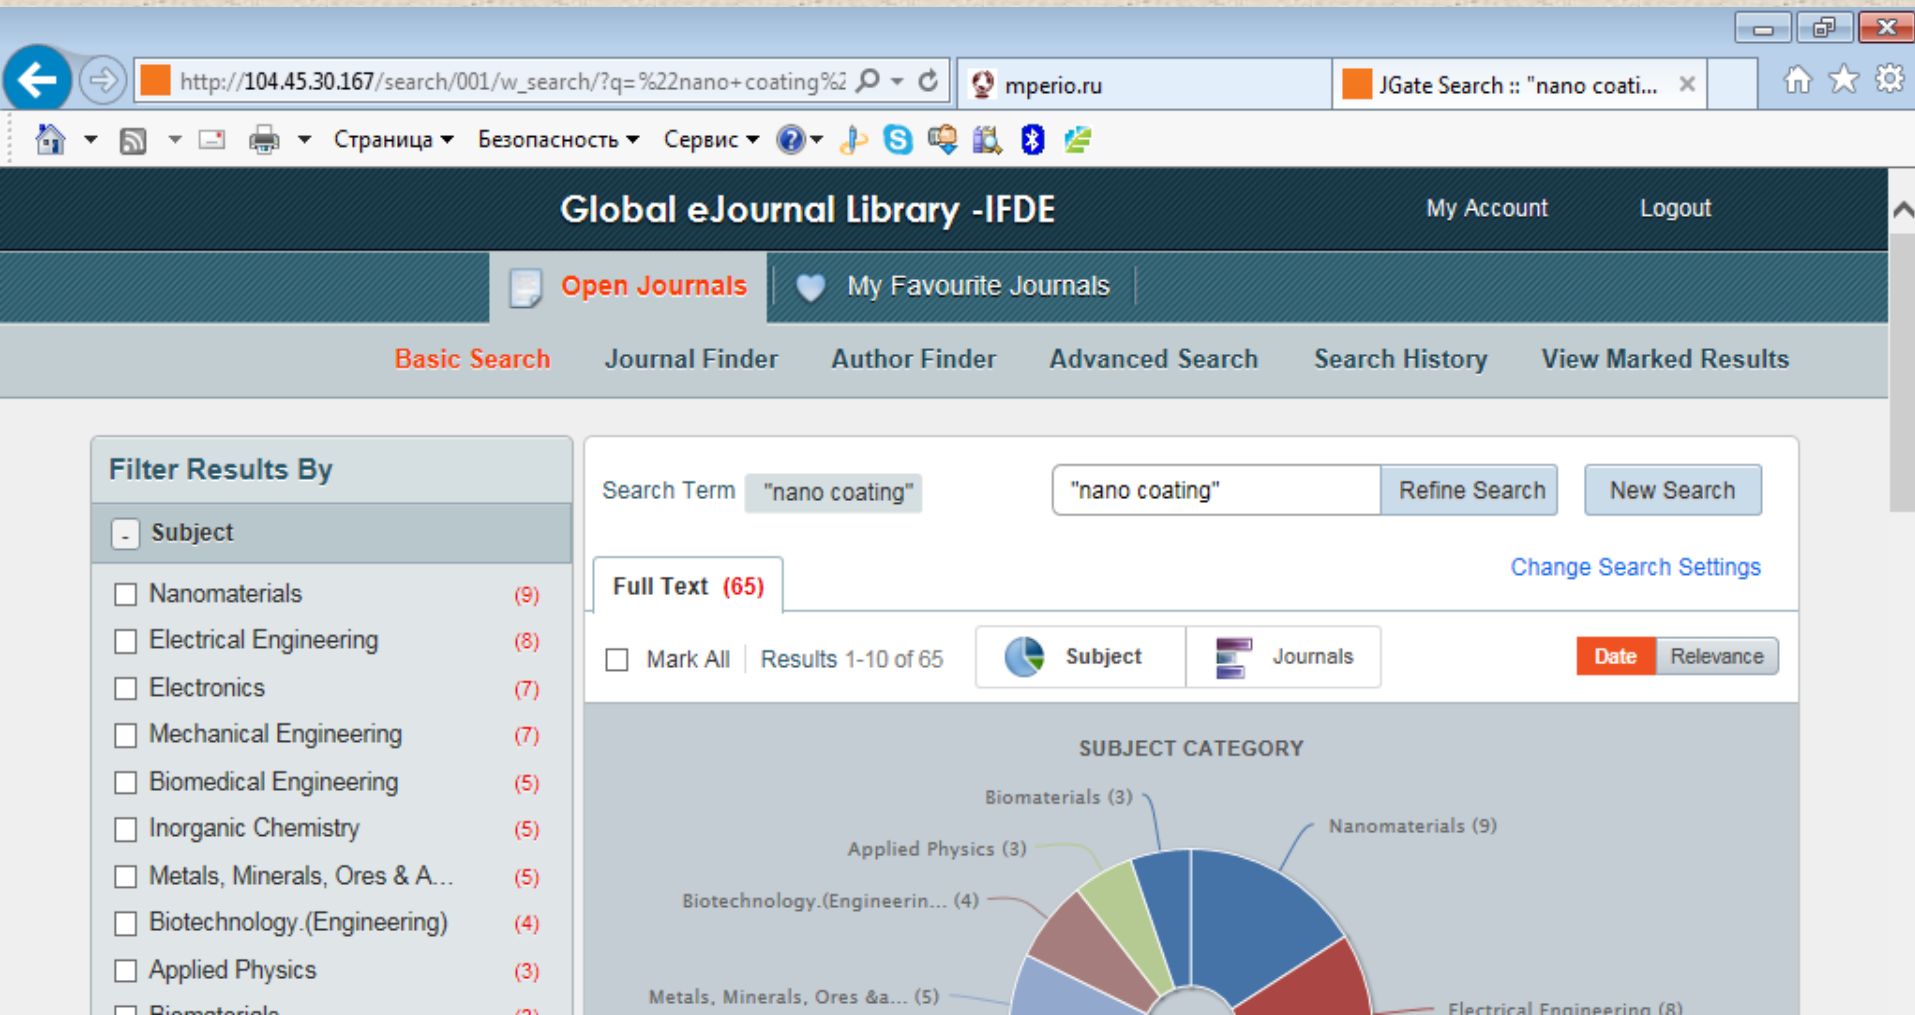 http://104.45.30.167/search/001/w_search/?q=%22nano+coating%2
mperio.ru
JGate Search :: "nano coati...
Страница
Безопасность
Сервис
Global eJournal Library -IFDE
My Account
Logout
Open Journals
My Favourite Journals
Basic Search
Journal Finder
Author Finder
Advanced Search
Search History
View Marked Results
Filter Results By
- Subject
Nanomaterials (9)
Electrical Engineering (8)
Electronics (7)
Mechanical Engineering (7)
Biomedical Engineering (5)
Inorganic Chemistry (5)
Metals, Minerals, Ores & A... (5)
Biotechnology.(Engineering) (4)
Applied Physics (3)
Biomaterials (3)
Search Term "nano coating"
"nano coating"
Refine Search
New Search
Change Search Settings
Full Text (65)
Mark All
Results 1-10 of 65
Subject
Journals
Date
Relevance
SUBJECT CATEGORY
Biomaterials (3)
Nanomaterials (9)
Applied Physics (3)
Biotechnology.(Engineerin... (4)
Metals, Minerals, Ores &a... (5)
Electrical Engineering (8)